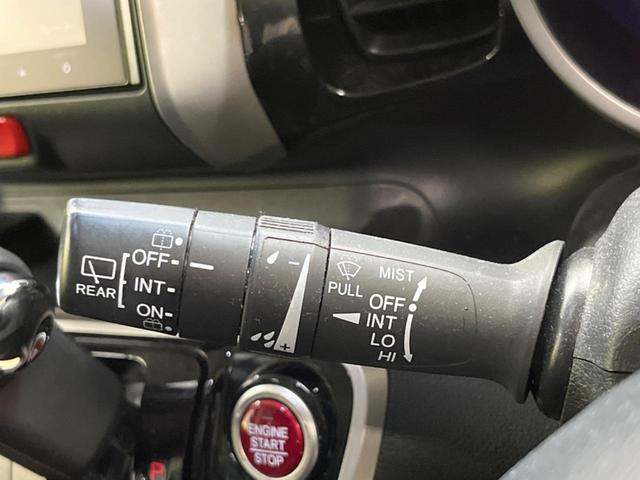 REAR
OFF
INT
ON
PULL
MIST
OFF
INT
LO
HI
ENGINE
START
STOP
P